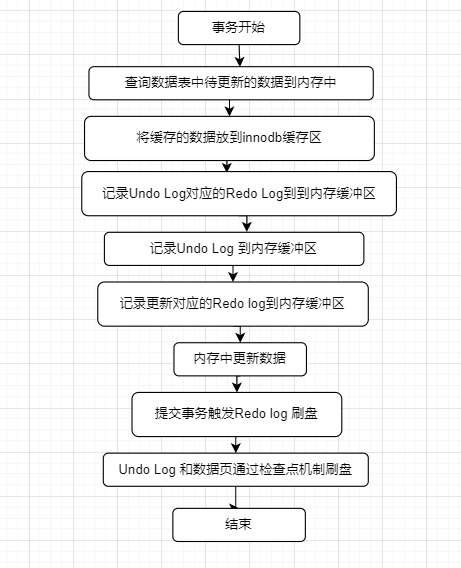 事务开始
查询数据表中待更新的数据到内存中
将缓存的数据放到innodb缓存区
记录Undo Log对应的Redo Log到到内存缓冲区
记录Undo Log 到内存缓冲区
记录更新对应的Redo log到内存缓冲区
内存中更新数据
提交事务触发Redo log 刷盘
Undo Log 和数据页通过检查点机制刷盘
结束